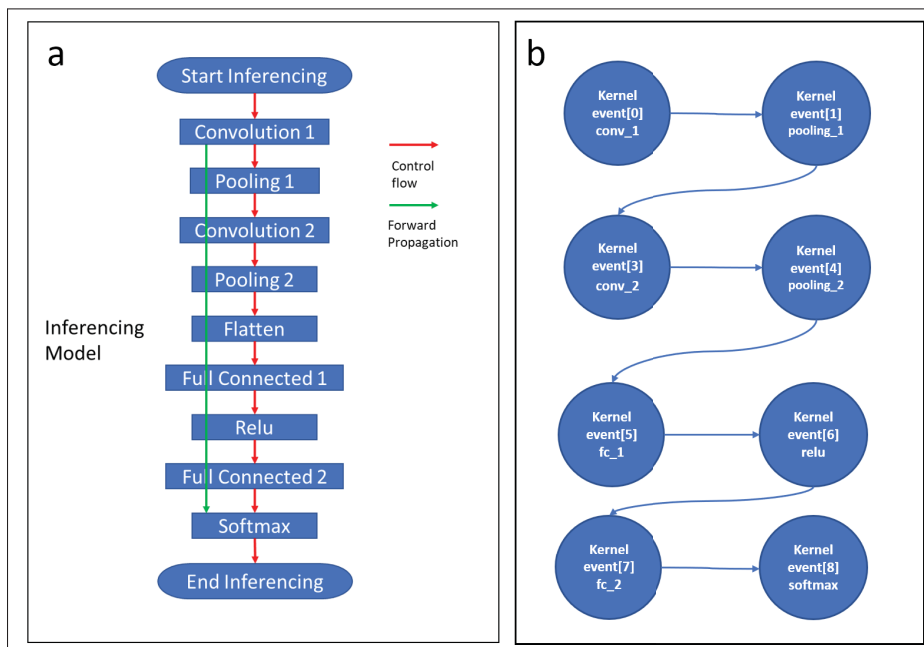 a
Start Inferencing
Convolution 1
Pooling 1
Convolution 2
Pooling 2
Flatten
Full Connected 1
Relu
Full Connected 2
Softmax
End Inferencing
Inferencing
Model
Control
flow
Forward
Propagation
b
Kernel
event[0]
conv_1
Kernel
event[1]
pooling_1
Kernel
event[3]
conv_2
Kernel
event[4]
pooling_2
Kernel
event[5]
fc_1
Kernel
event[6]
relu
Kernel
event[7]
fc_2
Kernel
event[8]
softmax